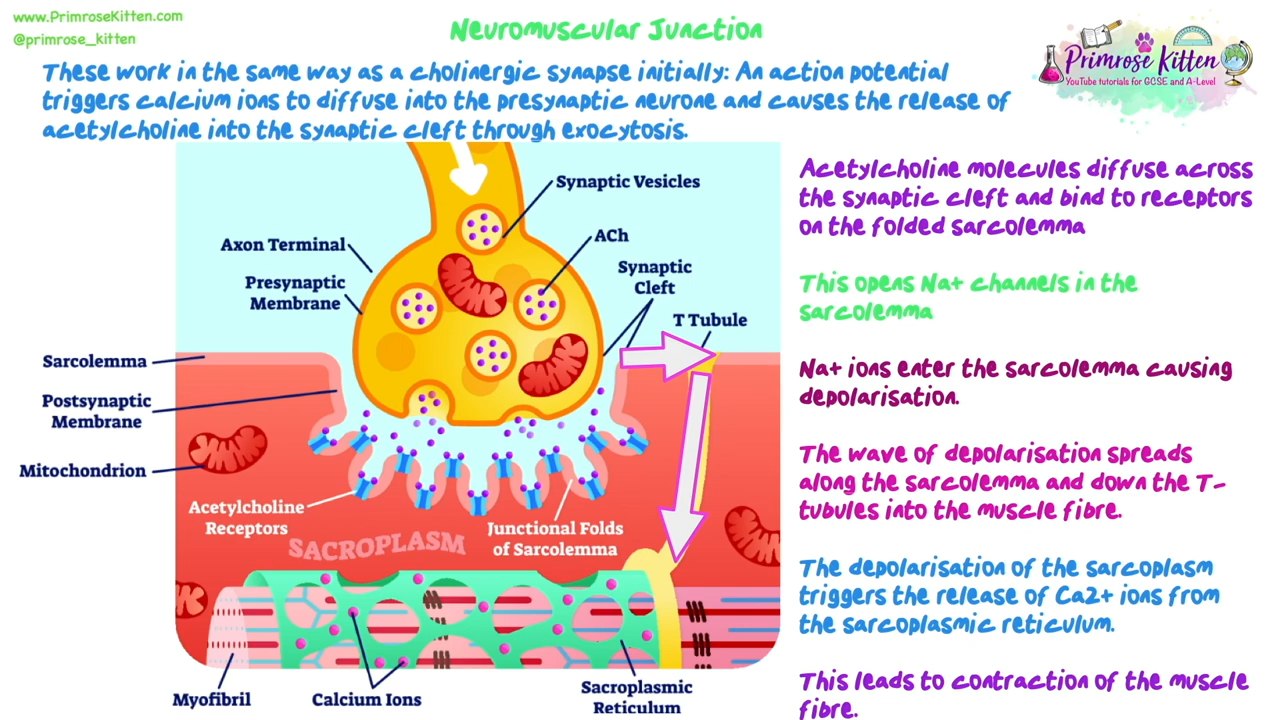 www.PrimroseKitten.com
@primrose_kitten
Neuromuscular Junction
Primrose Kitten
YouTube tutorials for GCSE and A-Level
These work in the same way as a cholinergic synapse initially: An action potential
triggers calcium ions to diffuse into the presynaptic neurone and causes the release of
acetylcholine into the synaptic cleft through exocytosis.
Synaptic Vesicles
Axon Terminal
ACh
Presynaptic
Membrane
Synaptic
Cleft
T Tubule
Sarcolemma
Postsynaptic
Membrane
Mitochondrion
Acetylcholine
Receptors
Junctional Folds
of Sarcolemma
SACROPLASM
Myofibril
Calcium Ions
Sacroplasmic
Reticulum
Acetylcholine molecules diffuse across
the synaptic cleft and bind to receptors
on the folded sarcolemma
This opens Na+ channels in the
sarcolemma
Na+ ions enter the sarcolemma causing
depolarisation.
The wave of depolarisation spreads
along the sarcolemma and down the T-
tubules into the muscle fibre.
The depolarisation of the sarcoplasm
triggers the release of Ca2+ ions from
the sarcoplasmic reticulum.
This leads to contraction of the muscle
fibre.